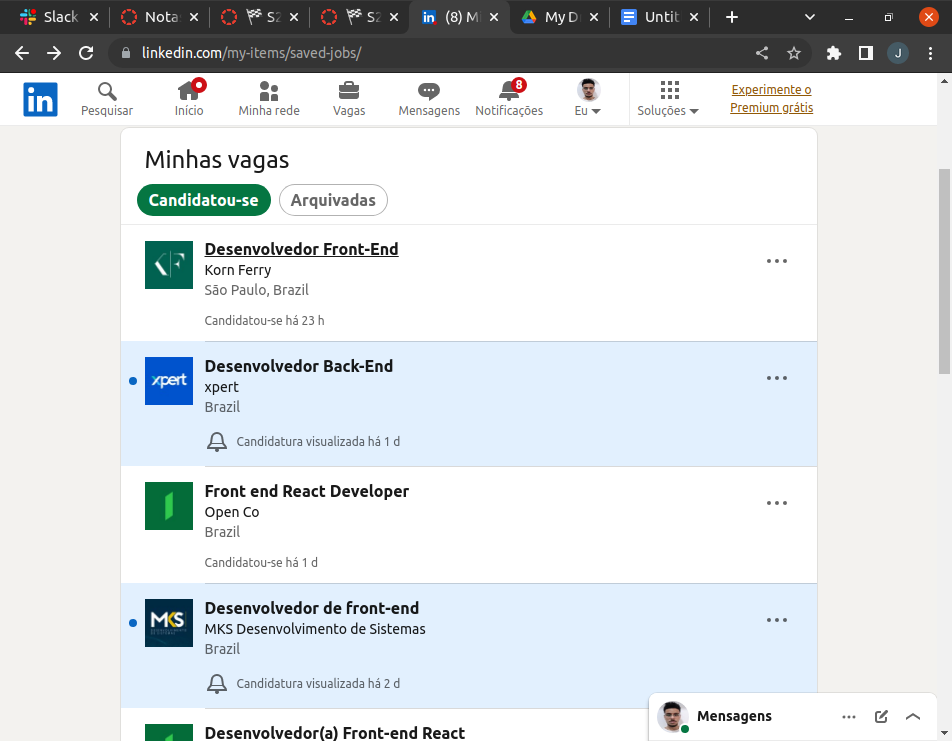 Slack
Nota
S2
S2
(8) Mi
My D
Untit
linkedin.com/my-items/saved-jobs/
J
in
Pesquisar
Início
Minha rede
Vagas
Mensagens
8
Notificações
Eu
Soluções
Experimente o
Premium grátis
Minhas vagas
Candidatou-se
Arquivadas
KF
Desenvolvedor Front-End
Korn Ferry
São Paulo, Brazil
Candidatou-se há 23 h
xpert
Desenvolvedor Back-End
xpert
Brazil
Candidatura visualizada há 1 d
Front end React Developer
Open Co
Brazil
Candidatou-se há 1 d
MKS
Desenvolvedor de front-end
MKS Desenvolvimento de Sistemas
Brazil
Candidatura visualizada há 2 d
Desenvolvedor(a) Front-end React
Mensagens